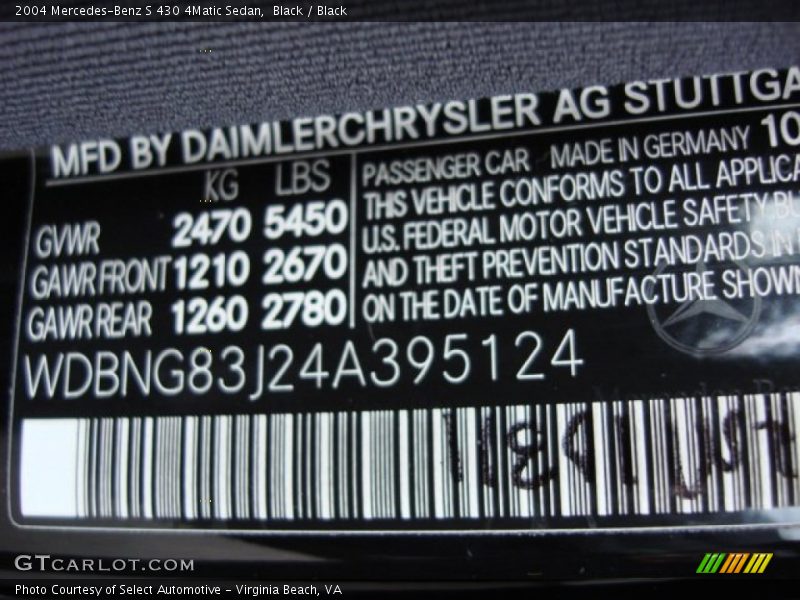 2004 Mercedes-Benz S 430 4Matic Sedan,  Black / Black
MFD BY DAIMLERCHRYSLER AG STUTTGA
KG LBS
GVWR 2470 5450
GAWR FRONT 1210 2670
GAWR REAR 1260 2780
PASSENGER CAR MADE IN GERMANY 10
THIS VEHICLE CONFORMS TO ALL APPLICA
U.S. FEDERAL MOTOR VEHICLE SAFETY BU
AND THEFT PREVENTION STANDARDS IN
ON THE DATE OF MANUFACTURE SHOWN
WDBNG83J24A395124
GTCARLOT.COM
Photo Courtesy of Select Automotive - Virginia Beach, VA